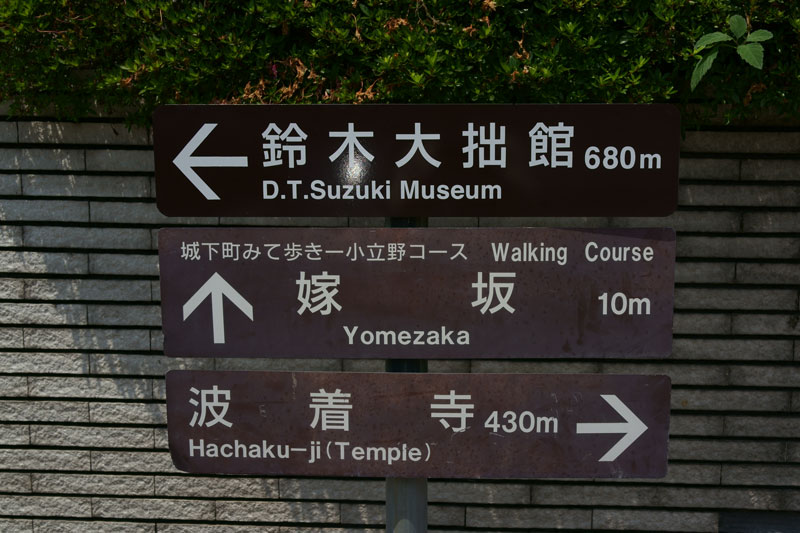 ← 鈴木大拙館 680m
D.T.Suzuki Museum
城下町みて歩きー小立野コース Walking Course
↑ 嫁坂 10m
Yomezaka
波着寺 430m →
Hachaku-ji(Temple)